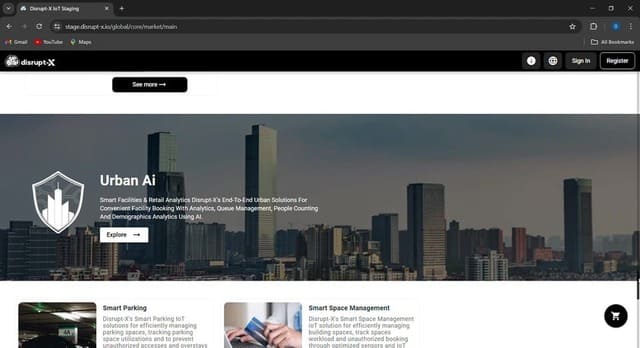 Disrupt-X IoT Staging
stage.disrupt-x.io/global/core/market/main
Gmail
YouTube
Maps
All Bookmarks
disrupt-X
Sign In
Register
See more
Urban Ai
Smart Facilities & Retail Analytics Disrupt-X's End-To-End Urban Solutions For
Convenient Facility Booking With Analytics, Queue Management, People Counting
And Demographics Analytics Using AI.
Explore
Smart Parking
Disrupt-X's Smart Parking IoT
solutions for efficiently managing
parking spaces, tracking parking
space utilizations and to prevent
unauthorized accesses and overstays
Smart Space Management
Disrupt-X's Smart Space Management
IoT solution for efficiently managing
building spaces, track spaces
workload and unauthorized booking
through optimized sensors and IoT